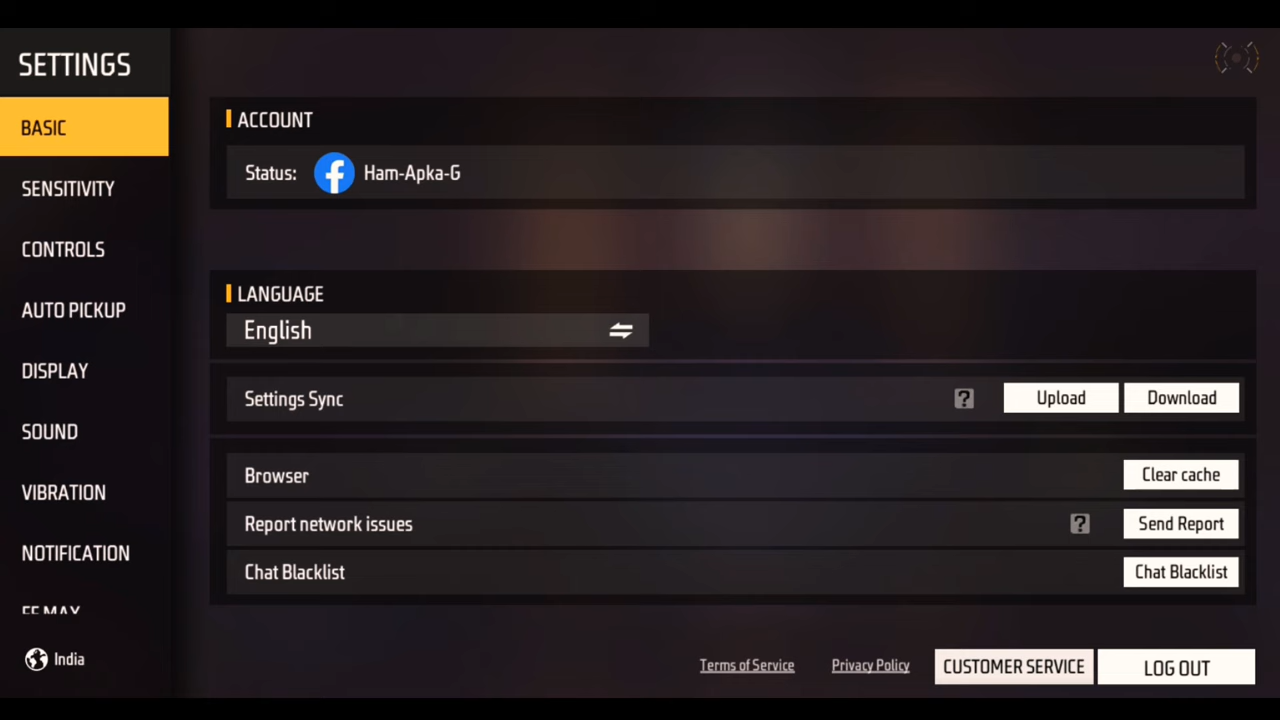 SETTINGS
BASIC
SENSITIVITY
CONTROLS
AUTO PICKUP
DISPLAY
SOUND
VIBRATION
NOTIFICATION
FF MAX
India
ACCOUNT
Status: Ham-Apka-G
LANGUAGE
English
Settings Sync ? Upload Download
Browser Clear cache
Report network issues ? Send Report
Chat Blacklist Chat Blacklist
Terms of Service Privacy Policy CUSTOMER SERVICE LOG OUT